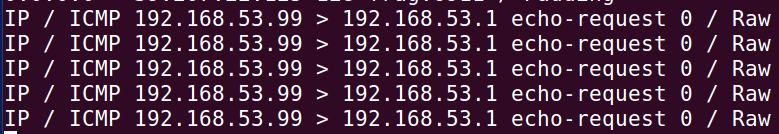 IP / ICMP 192.168.53.99 > 192.168.53.1 echo-request 0 / Raw
IP / ICMP 192.168.53.99 > 192.168.53.1 echo-request 0 / Raw
IP / ICMP 192.168.53.99 > 192.168.53.1 echo-request 0 / Raw
IP / ICMP 192.168.53.99 > 192.168.53.1 echo-request 0 / Raw
IP / ICMP 192.168.53.99 > 192.168.53.1 echo-request 0 / Raw